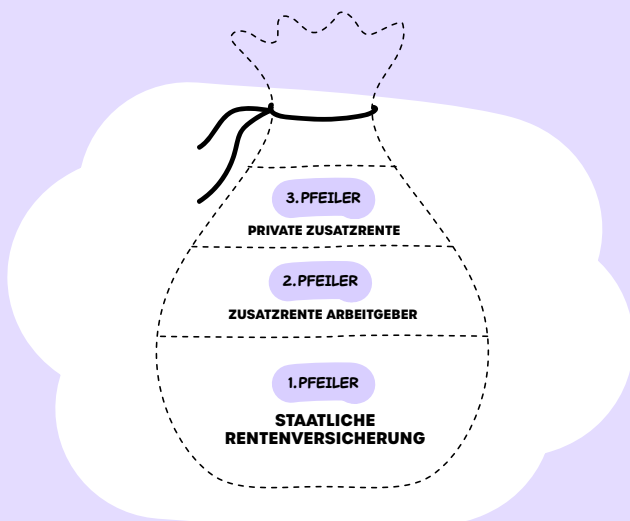 3. PFEILER
PRIVATE ZUSATZRENTE
2. PFEILER
ZUSATZRENTE ARBEITGEBER
1. PFEILER
STAATLICHE
RENTENVERSICHERUNG